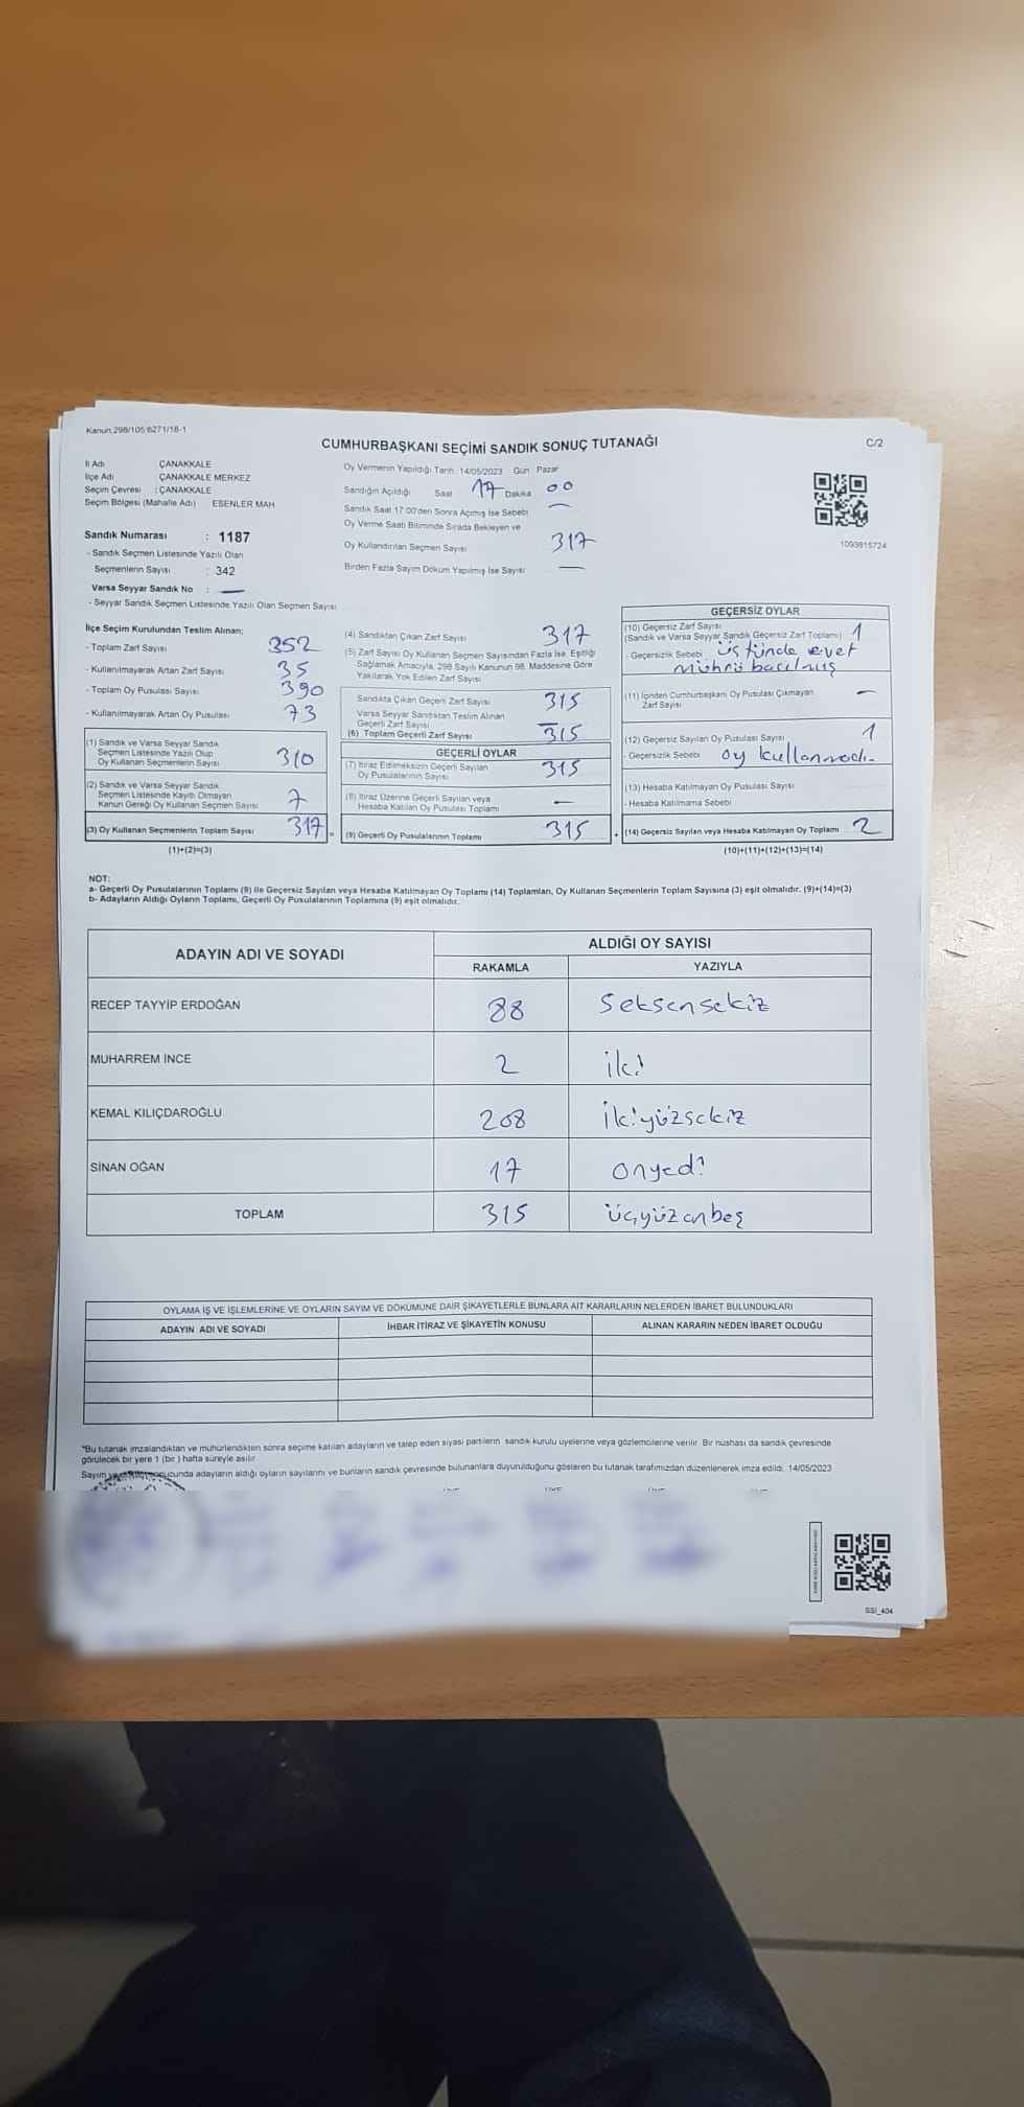 Kanun:298/105 6271/18-1
CUMHURBAŞKANI SEÇİMİ SANDIK SONUÇ TUTANAĞI
C/2
İl Adı ÇANAKKALE
İlçe Adı ÇANAKKALE MERKEZ
Seçim Çevresi : ÇANAKKALE
Seçim Bölgesi (Mahalle Adı) ESENLER MAH
Sandık Numarası : 1187
- Sandık Seçmen Listesinde Yazılı Olan
Seçmenlerin Sayısı : 342
Varsa Seyyar Sandık No : —
- Seyyar Sandık Seçmen Listesinde Yazılı Olan Seçmen Sayısı
Oy Vermenin Yapıldığı Tarih: 14/05/2023 Gün: Pazar
Sandığın Açıldığı Saat 17 Dakika 00
Sandık Saat 17.00'den Sonra Açılmış İse Sebebi —
Oy Verme Saati Bitiminde Sırada Bekleyen ve
Oy Kullandırılan Seçmen Sayısı 317
Birden Fazla Sayım Döküm Yapılmış İse Sayısı —
1093815724
İlçe Seçim Kurulundan Teslim Alınan;
- Toplam Zarf Sayısı 352
- Kullanılmayarak Artan Zarf Sayısı 35
- Toplam Oy Pusulası Sayısı 390
- Kullanılmayarak Artan Oy Pusulası 73
(1) Sandık ve Varsa Seyyar Sandık
Seçmen Listesinde Yazılı Olup
Oy Kullanan Seçmenlerin Sayısı 310
(2) Sandık ve Varsa Seyyar Sandık
Seçmen Listesinde Kayıtlı Olmayan
Kanun Gereği Oy Kullanan Seçmen Sayısı 7
(3) Oy Kullanan Seçmenlerin Toplam Sayısı 317
(1)+(2)=(3)
(4) Sandıktan Çıkan Zarf Sayısı 317
(5) Zarf Sayısı Oy Kullanan Seçmen Sayısından Fazla İse, Eşitliği
Sağlamak Amacıyla, 298 Sayılı Kanunun 98. Maddesine Göre
Yakılarak Yok Edilen Zarf Sayısı
Sandıkta Çıkan Geçerli Zarf Sayısı 315
Varsa Seyyar Sandıktan Teslim Alınan
Geçerli Zarf Sayısı —
(6) Toplam Geçerli Zarf Sayısı 315
GEÇERLİ OYLAR
(7) İtiraz Edilmeksizin Geçerli Sayılan
Oy Pusulalarının Sayısı 315
(8) İtiraz Üzerine Geçerli Sayılan veya
Hesaba Katılan Oy Pusulası Toplamı —
(9) Geçerli Oy Pusulalarının Toplamı 315
GEÇERSİZ OYLAR
(10) Geçersiz Zarf Sayısı
(Sandık ve Varsa Seyyar Sandık Geçersiz Zarf Toplamı) 1
- Geçersizlik Sebebi üstünde evet
mührü basılmış
(11) İçinden Cumhurbaşkanı Oy Pusulası Çıkmayan
Zarf Sayısı —
(12) Geçersiz Sayılan Oy Pusulası Sayısı 1
- Geçersizlik Sebebi oy kullanmadı.
(13) Hesaba Katılmayan Oy Pusulası Sayısı
- Hesaba Katılmama Sebebi
(14) Geçersiz Sayılan veya Hesaba Katılmayan Oy Toplamı 2
(10)+(11)+(12)+(13)=(14)
NOT:
a- Geçerli Oy Pusulalarının Toplamı (9) ile Geçersiz Sayılan veya Hesaba Katılmayan Oy Toplamı (14) Toplamları, Oy Kullanan Seçmenlerin Toplam Sayısına (3) eşit olmalıdır. (9)+(14)=(3)
b- Adayların Aldığı Oyların Toplamı, Geçerli Oy Pusulalarının Toplamına (9) eşit olmalıdır.
ADAYIN ADI VE SOYADI
ALDIĞI OY SAYISI
RAKAMLA YAZIYLA
RECEP TAYYİP ERDOĞAN 88 Seksensekiz
MUHARREM İNCE 2 iki
KEMAL KILIÇDAROĞLU 208 ikiyüzsekiz
SİNAN OĞAN 17 onyedi
TOPLAM 315 üçyüzonbeş
OYLAMA İŞ VE İŞLEMLERİNE VE OYLARIN SAYIM VE DÖKÜMÜNE DAİR ŞİKAYETLERLE BUNLARA AİT KARARLARIN NELERDEN İBARET BULUNDUKLARI
ADAYIN ADI VE SOYADI İHBAR İTİRAZ VE ŞİKAYETİN KONUSU ALINAN KARARIN NEDEN İBARET OLDUĞU
*Bu tutanak imzalandıktan ve mühürlendikten sonra seçime katılan adayların ve talep eden siyasi partilerin sandık kurulu üyelerine veya gözlemcilerine verilir. Bir nüshası da sandık çevresinde
görülecek bir yere 1 (bir) hafta süreyle asılır.
Sayım adayların aldığı oyların sayılarını ve bunların sandık çevresinde bulunanlara duyurulduğunu gösteren bu tutanak tarafımızdan düzenlenerek imza edildi. 14/05/2023
SSİ_404